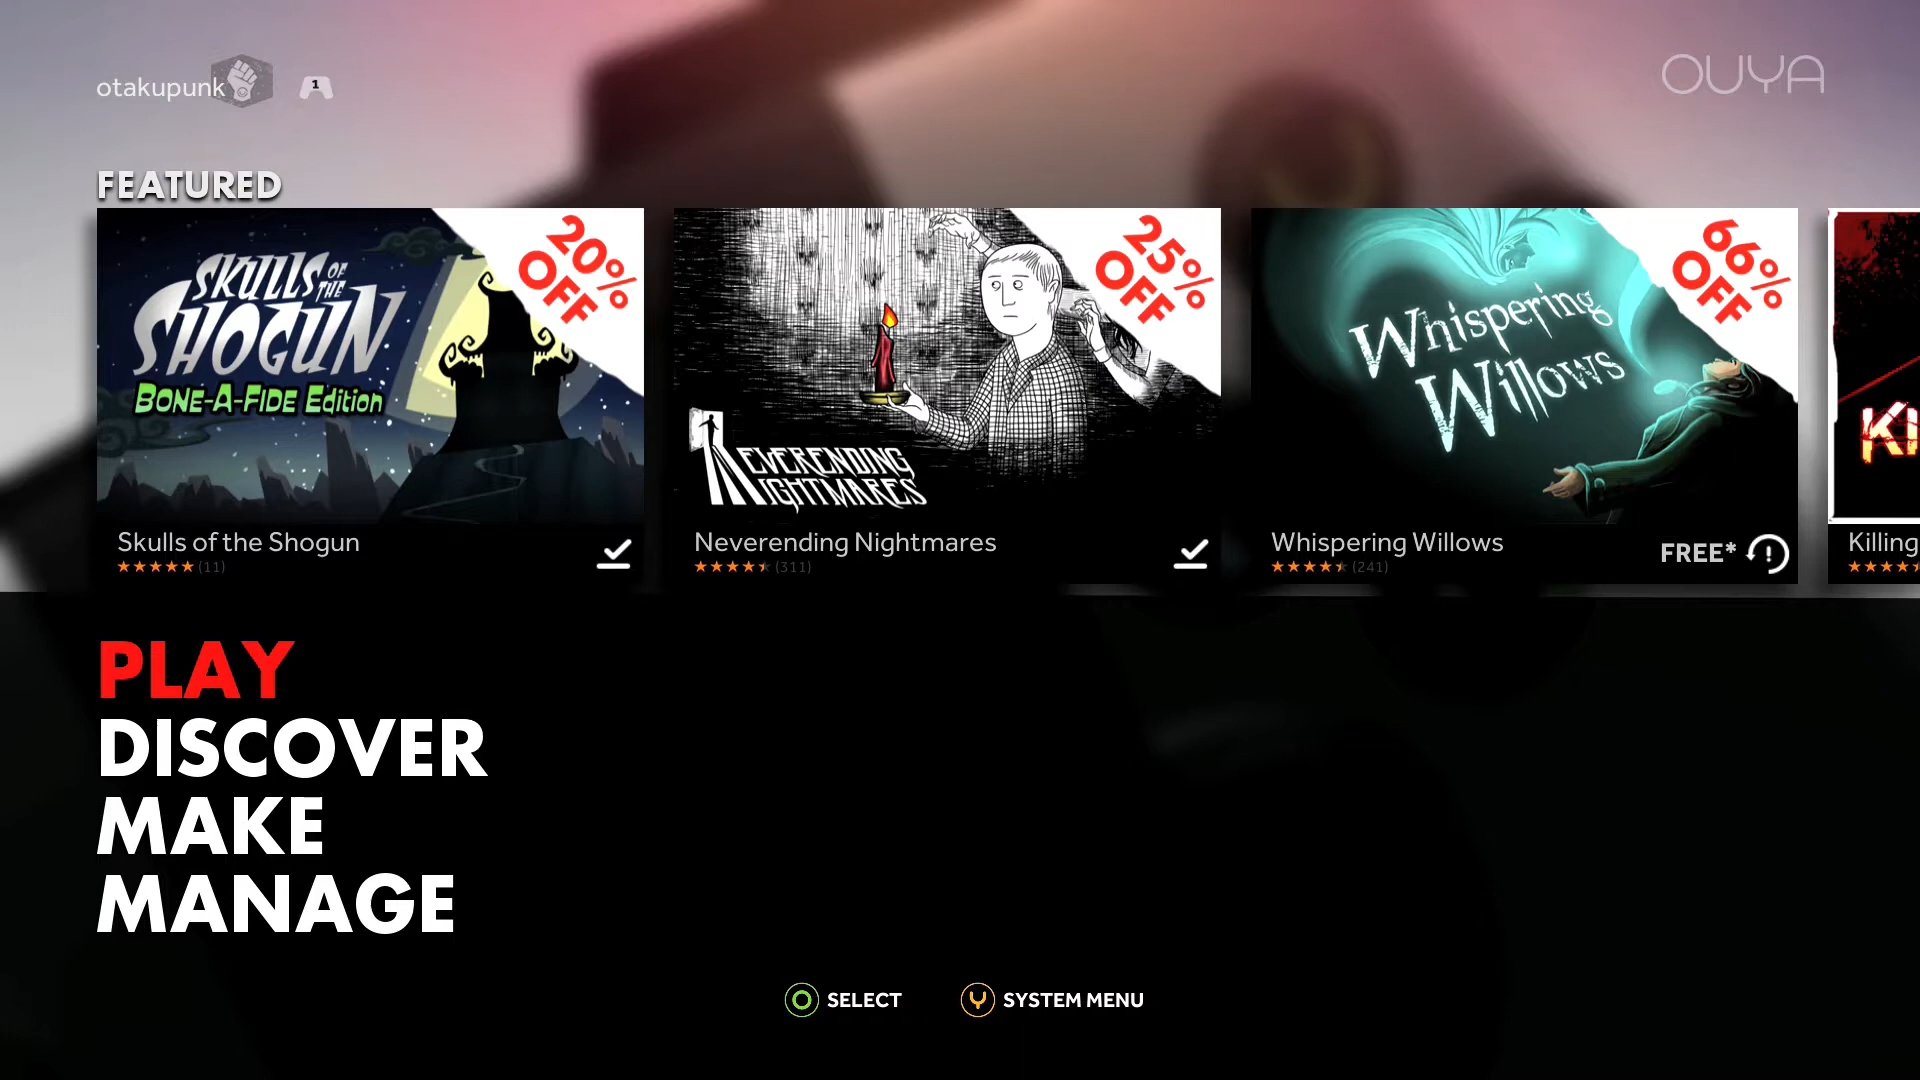 otakupunk
1
OUYA
FEATURED
SKULLS OF THE
SHOGUN
BONE-A-FIDE Edition
20%
OFF
Skulls of the Shogun
(11)
NEVERENDING
NIGHTMARES
25%
OFF
Neverending Nightmares
(311)
Whispering
Willows
66%
OFF
Whispering Willows
(241)
FREE*
KI
Killing
PLAY
DISCOVER
MAKE
MANAGE
SELECT
SYSTEM MENU